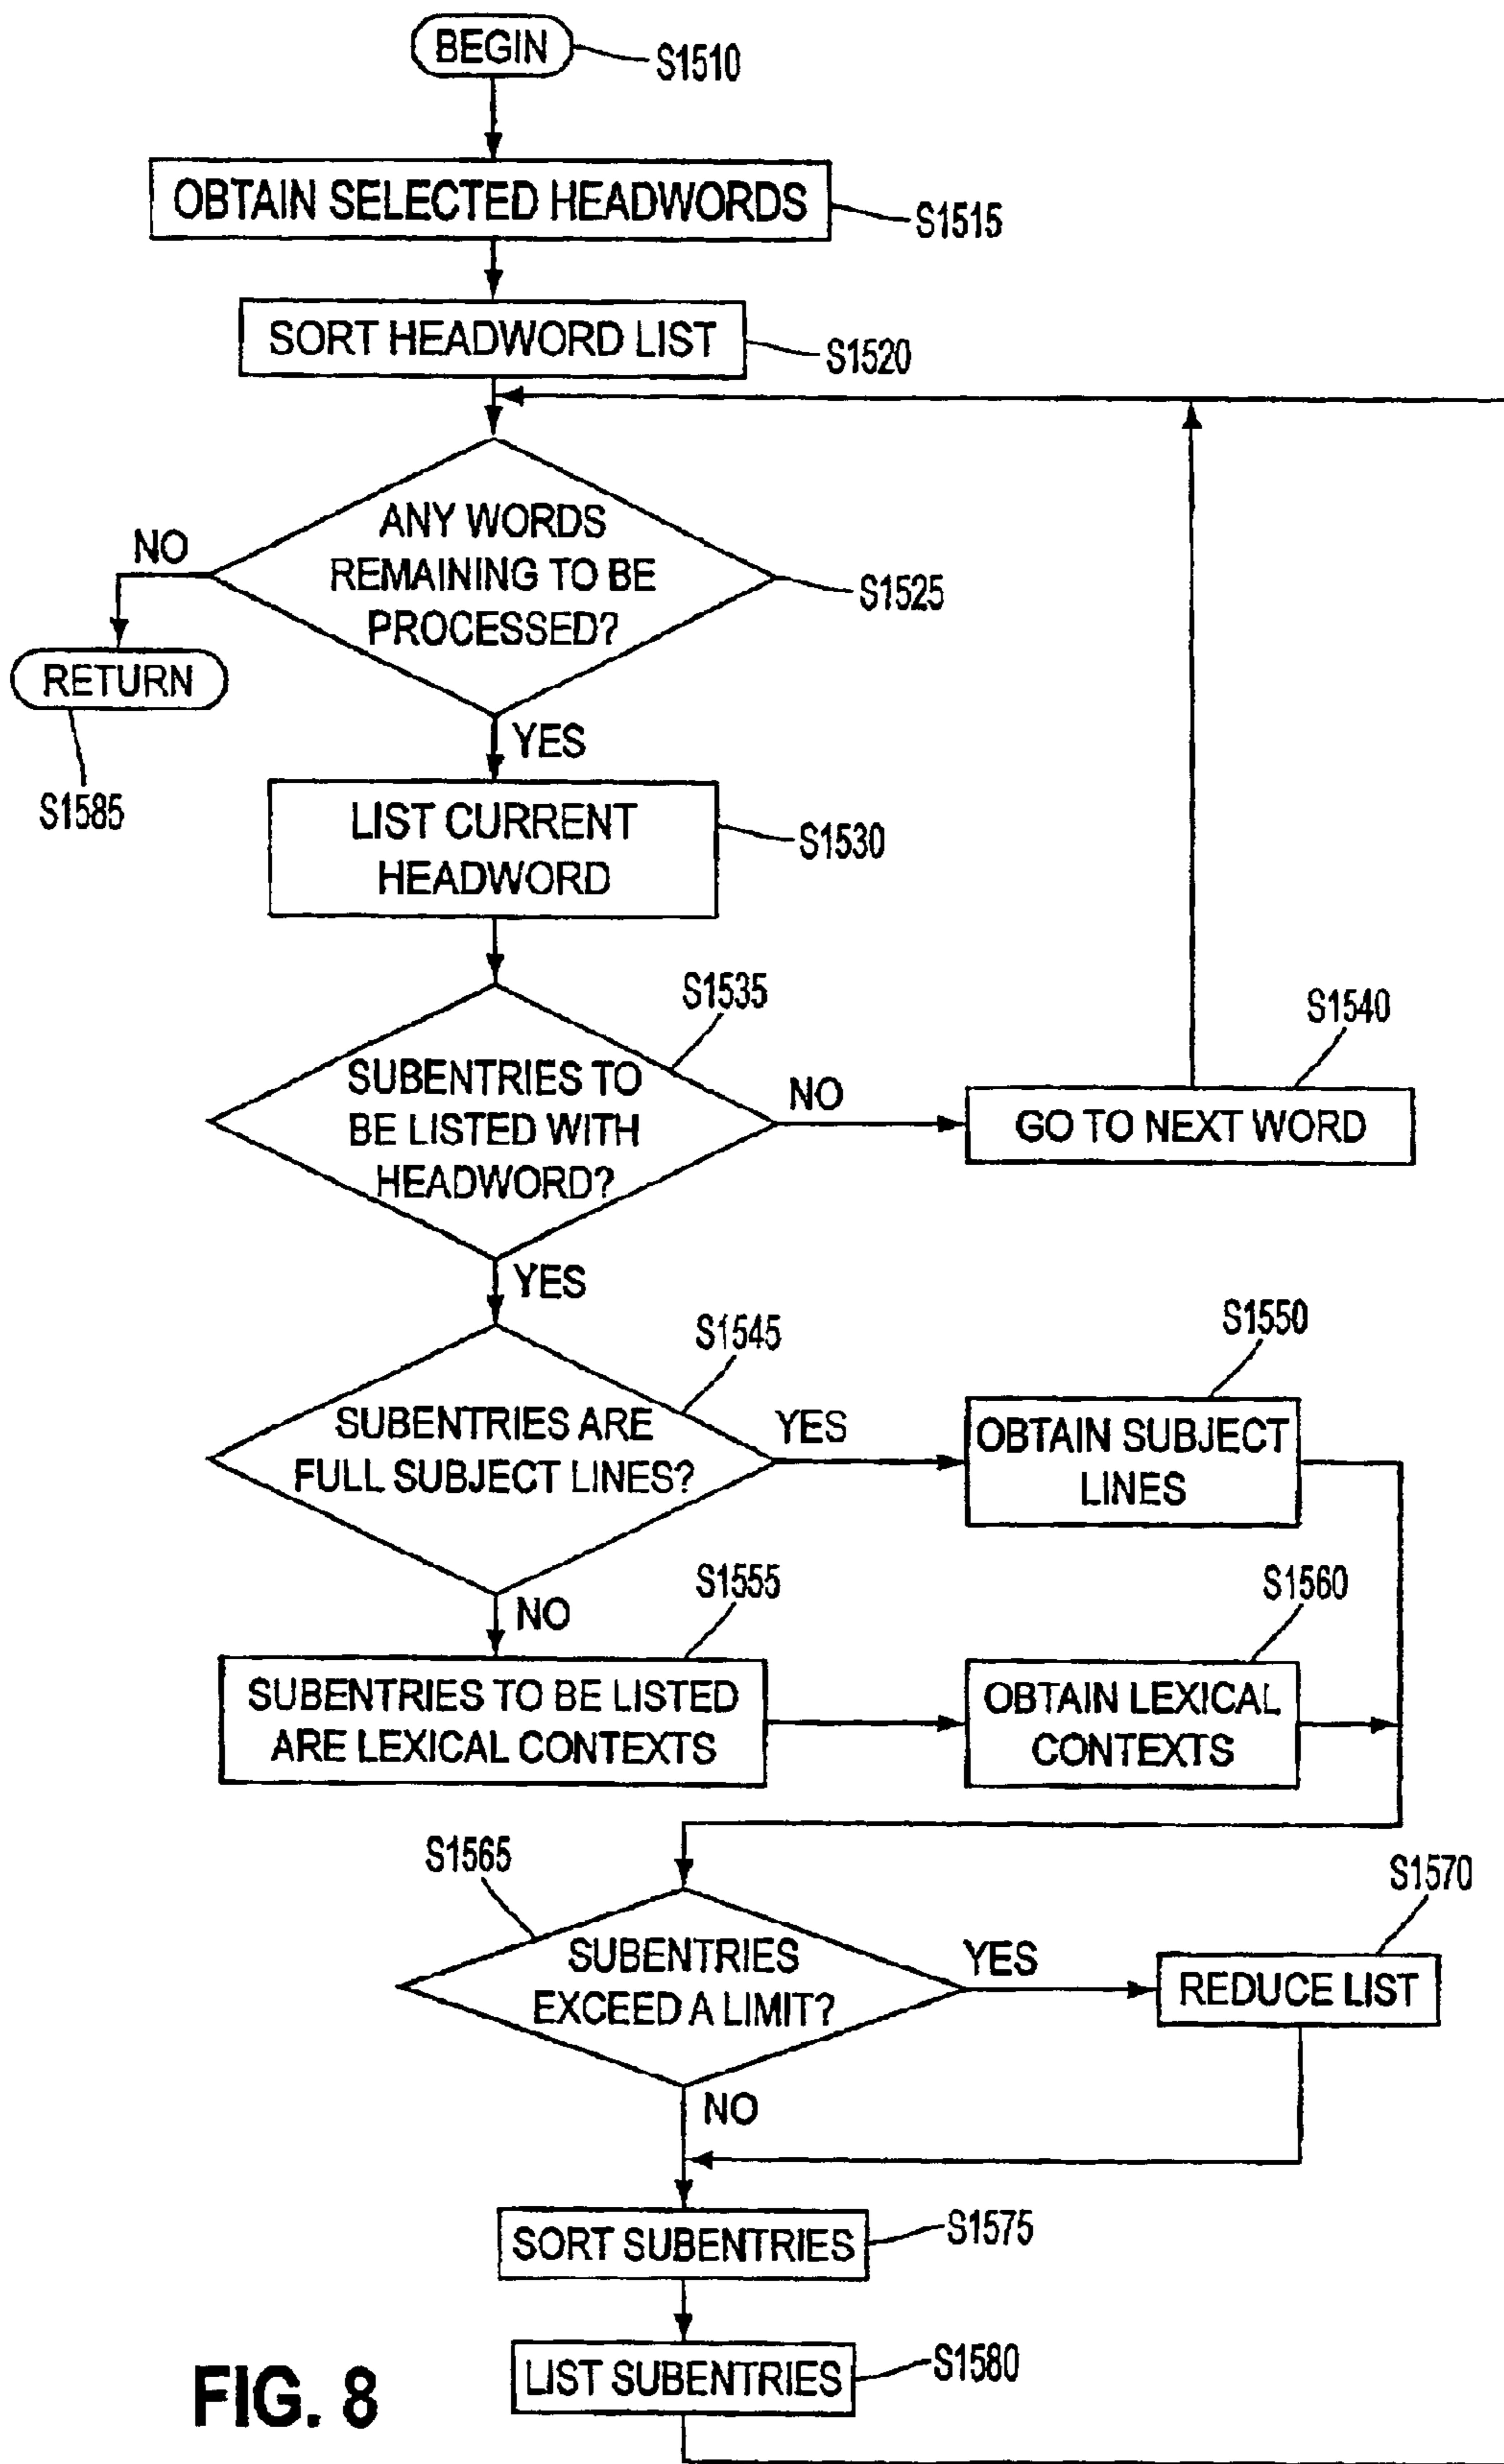 BEGIN
S1510
OBTAIN SELECTED HEADWORDS
S1515
SORT HEADWORD LIST
S1520
ANY WORDS
REMAINING TO BE
PROCESSED?
S1525
NO
RETURN
S1585
YES
LIST CURRENT
HEADWORD
S1530
S1535
SUBENTRIES TO
BE LISTED WITH
HEADWORD?
NO
S1540
GO TO NEXT WORD
YES
S1545
SUBENTRIES ARE
FULL SUBJECT LINES?
YES
S1550
OBTAIN SUBJECT
LINES
NO
S1555
SUBENTRIES TO BE LISTED
ARE LEXICAL CONTEXTS
S1560
OBTAIN LEXICAL
CONTEXTS
S1565
SUBENTRIES
EXCEED A LIMIT?
YES
S1570
REDUCE LIST
NO
SORT SUBENTRIES
S1575
LIST SUBENTRIES
S1580
FIG. 8